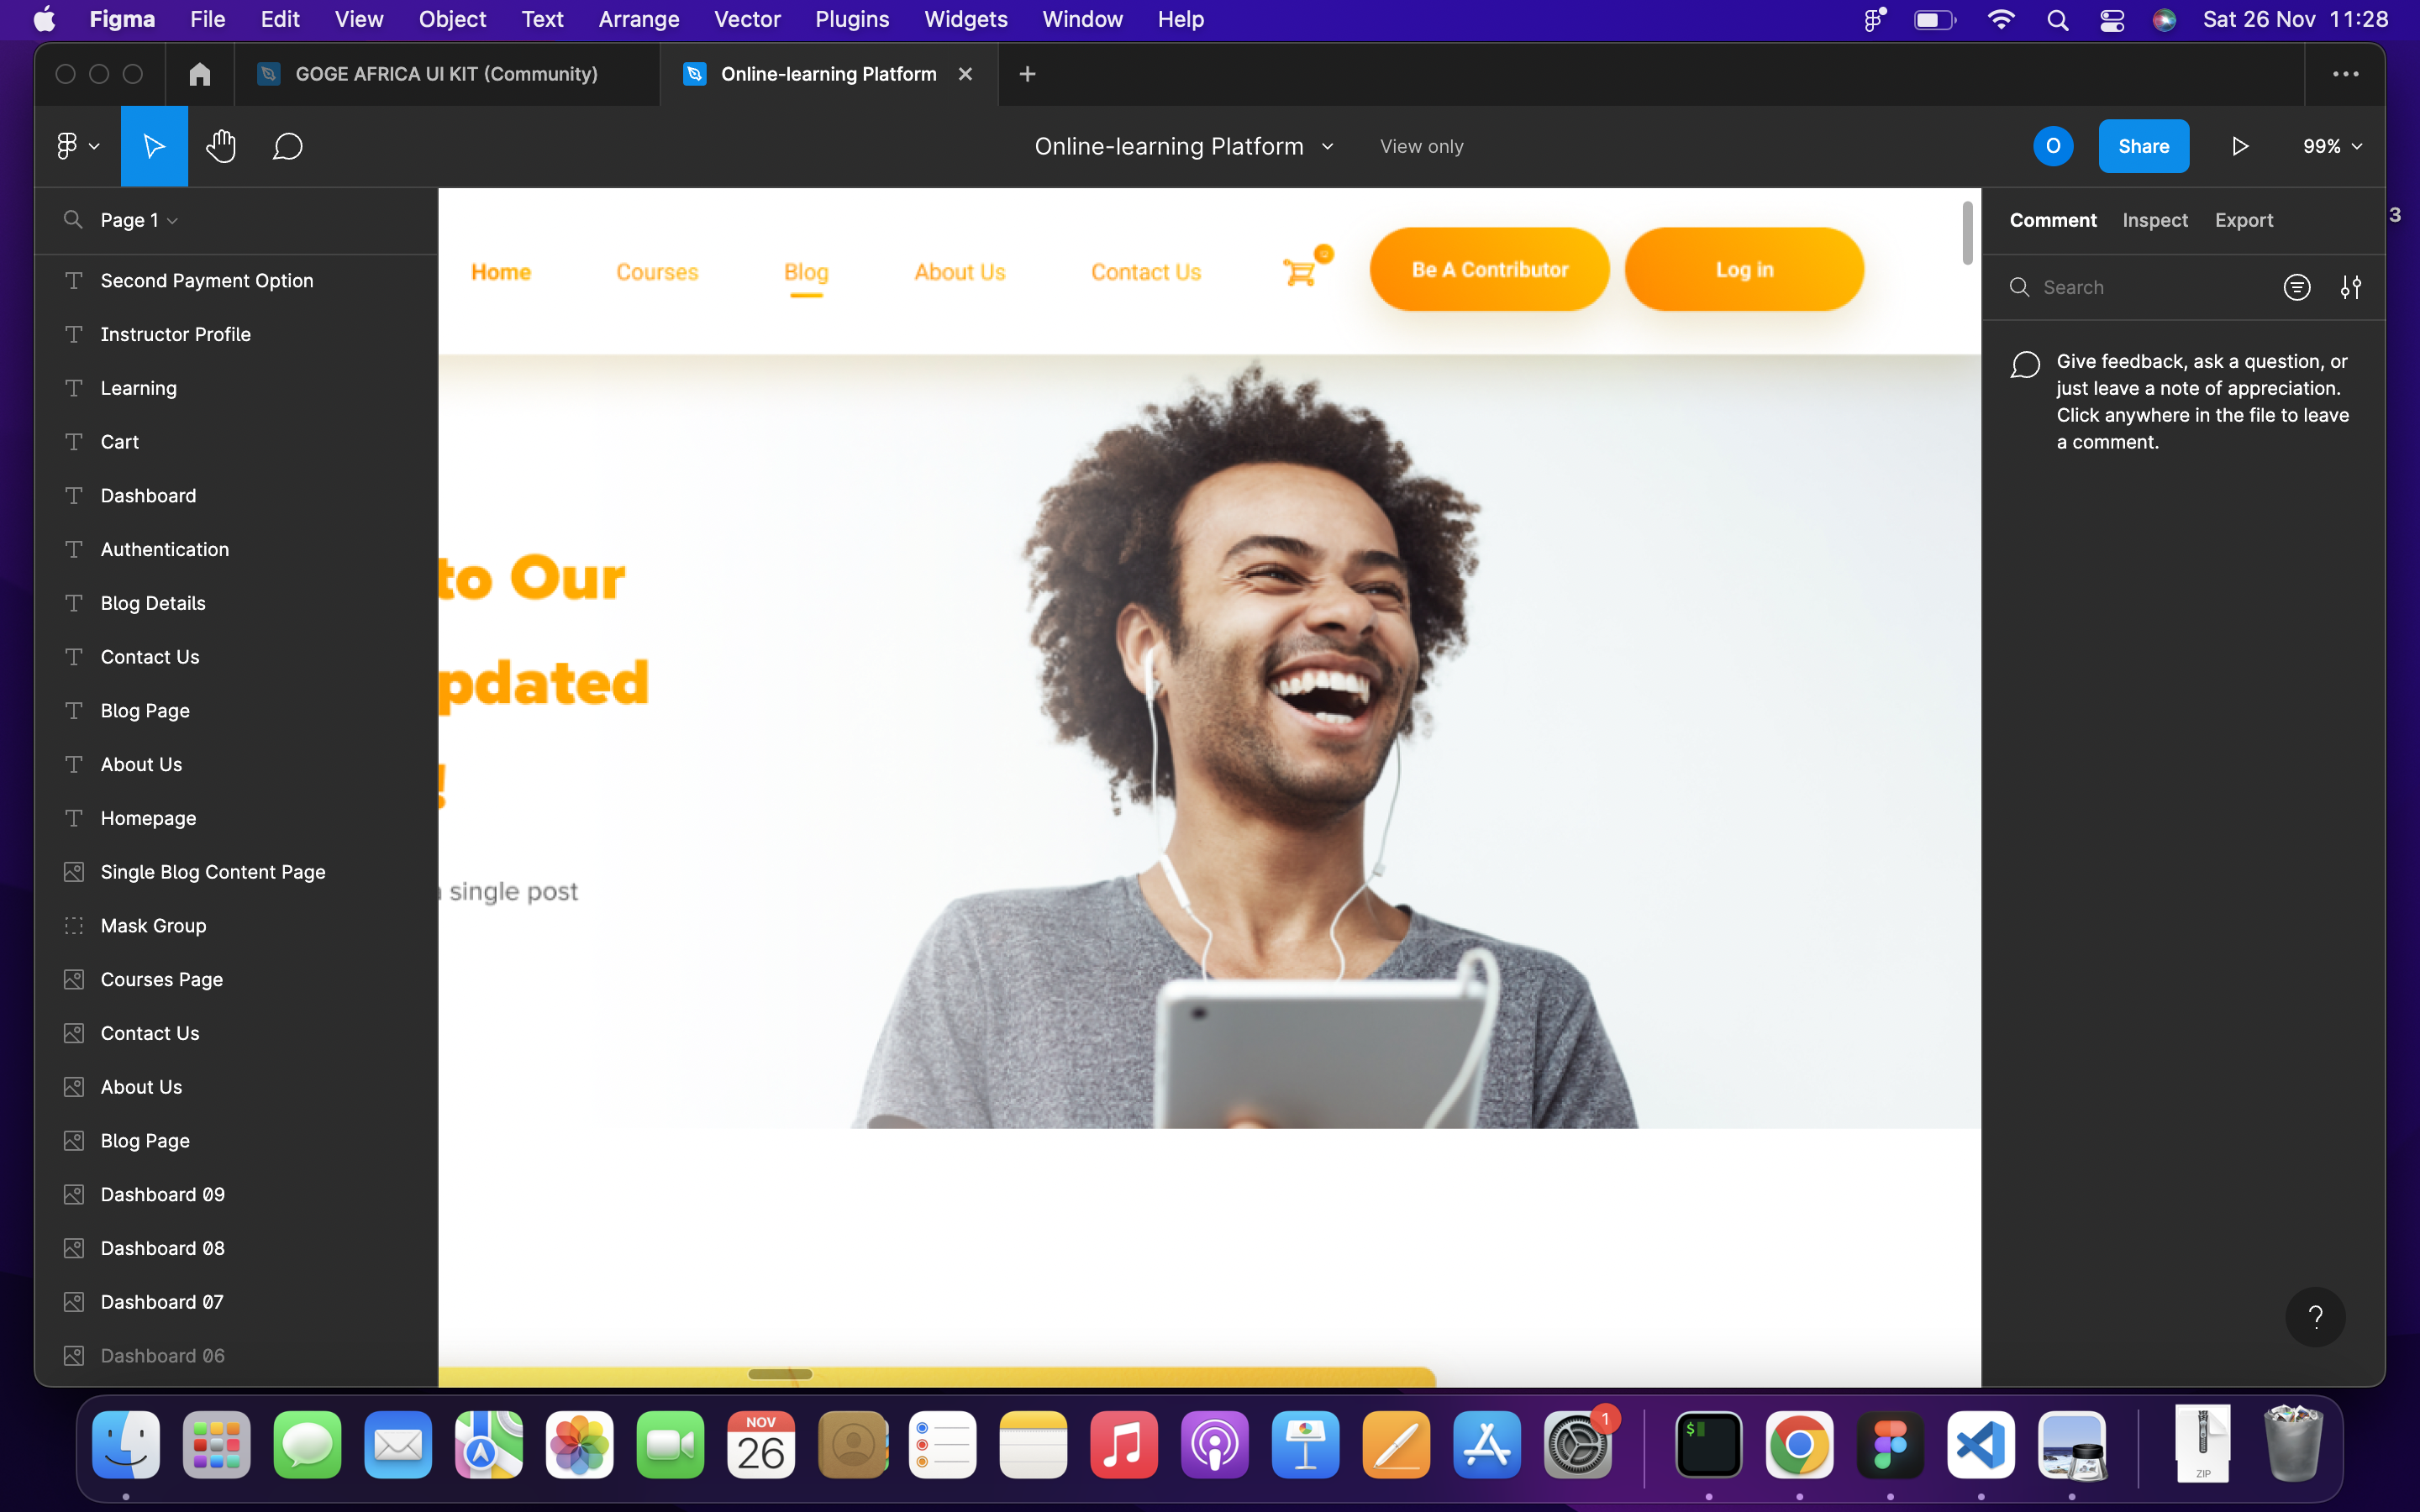 Figma File Edit View Object Text Arrange Vector Plugins Widgets Window Help Sat 26 Nov 11:28
GOGE AFRICA UI KIT (Community) Online-learning Platform
Online-learning Platform View only O Share 99%
Page 1
Second Payment Option
Instructor Profile
Learning
Cart
Dashboard
Authentication
Blog Details
Contact Us
Blog Page
About Us
Homepage
Single Blog Content Page
Mask Group
Courses Page
Contact Us
About Us
Blog Page
Dashboard 09
Dashboard 08
Dashboard 07
Dashboard 06
Home Courses Blog About Us Contact Us Be A Contributor Log in
to Our
pdated
!
single post
Comment Inspect Export
3
Search
Give feedback, ask a question, or
just leave a note of appreciation.
Click anywhere in the file to leave
a comment.
?
NOV
26
1
$
ZIP